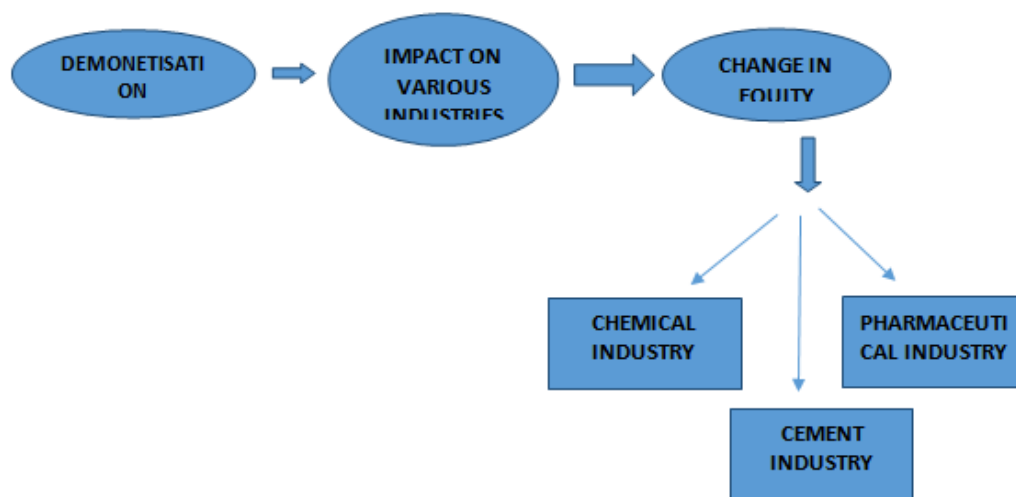 DEMONETISATI
ON
IMPACT ON
VARIOUS
INDUSTRIES
CHANGE IN
EQUITY
CHEMICAL
INDUSTRY
PHARMACEUTI
CAL INDUSTRY
CEMENT
INDUSTRY